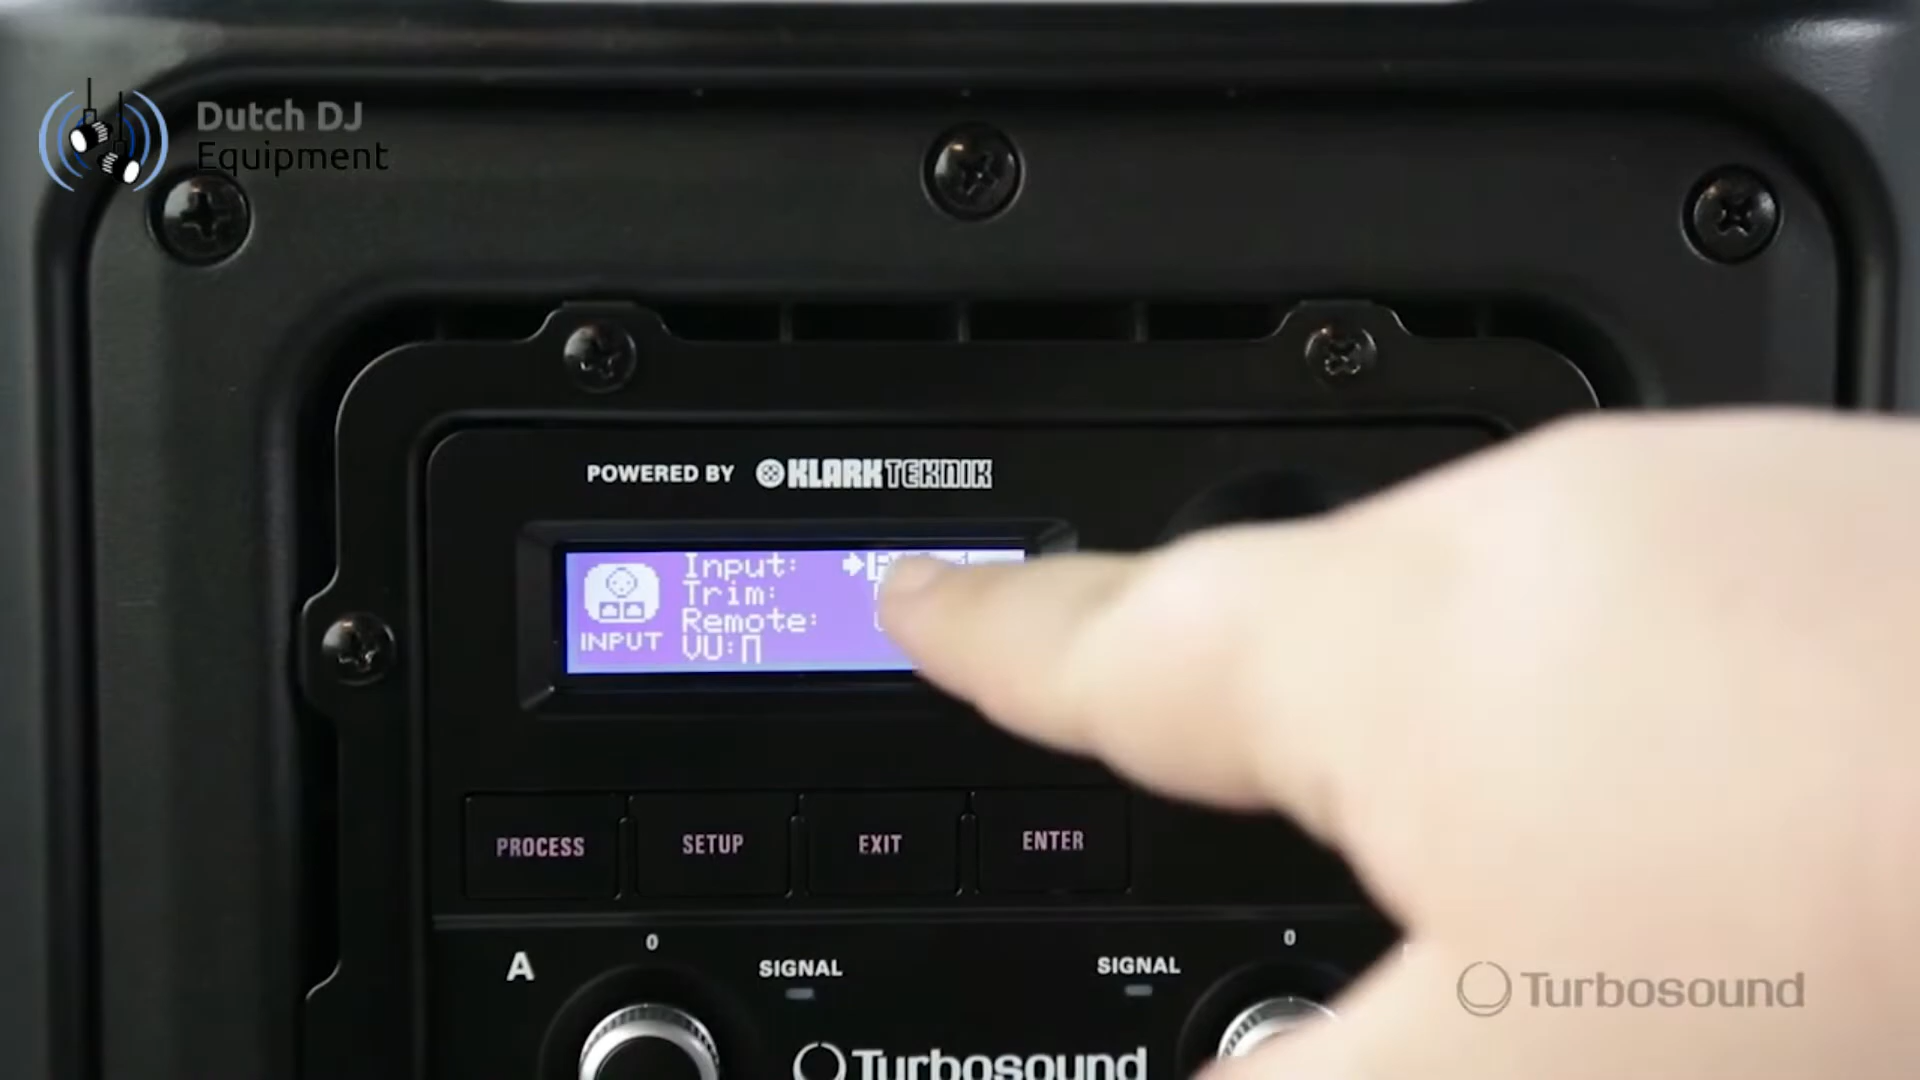 Dutch DJ
Equipment
POWERED BY KLARK TEKNIK
Input:
Trim:
Remote:
VU:
INPUT
PROCESS SETUP EXIT ENTER
A 0 SIGNAL SIGNAL 0
Turbosound
Turbosound